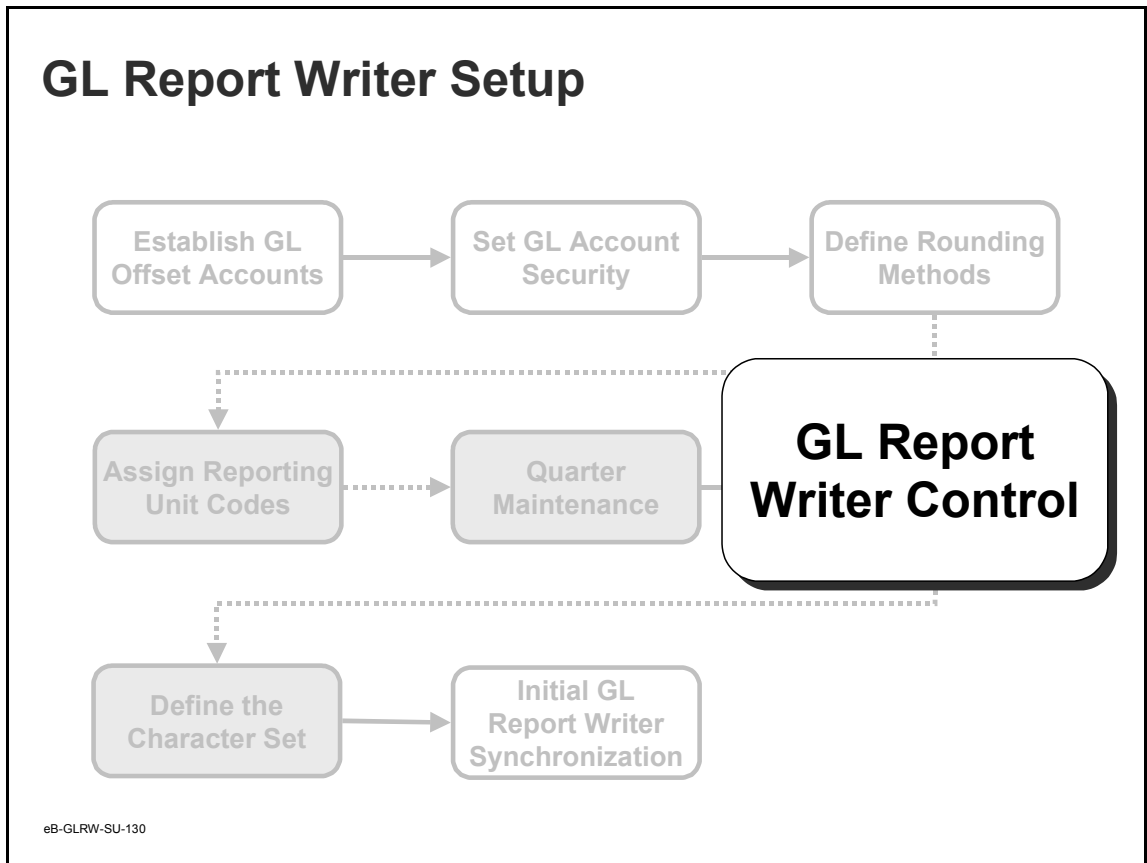 GL Report Writer Setup
Establish GL
Offset Accounts
Set GL Account
Security
Define Rounding
Methods
Assign Reporting
Unit Codes
Quarter
Maintenance
GL Report
Writer Control
Define the
Character Set
Initial GL
Report Writer
Synchronization
eB-GLRW-SU-130